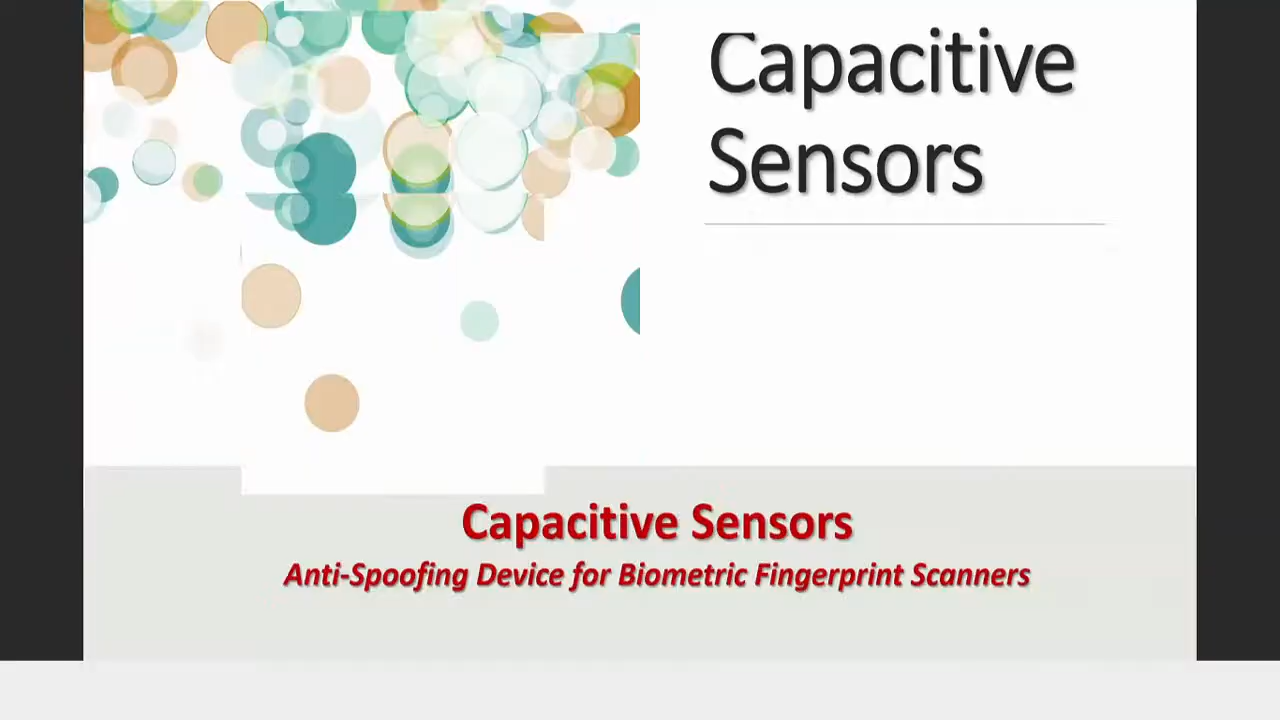 Capacitive
Sensors
Capacitive Sensors
Anti-Spoofing Device for Biometric Fingerprint Scanners